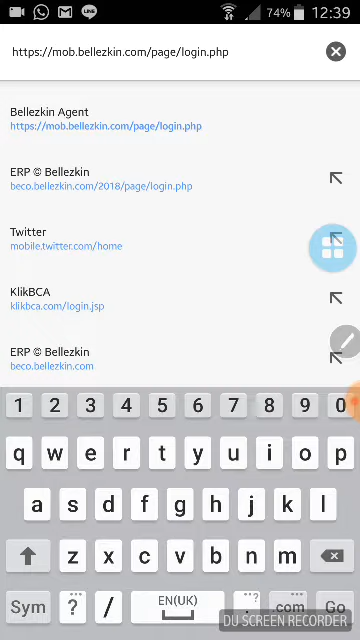 74% 12:39
https://mob.bellezkin.com/page/login.php
Bellezkin Agent
https://mob.bellezkin.com/page/login.php
ERP © Bellezkin
beco.bellezkin.com/2018/page/login.php
Twitter
mobile.twitter.com/home
KlikBCA
klikbca.com/login.jsp
ERP © Bellezkin
beco.bellezkin.com
1 2 3 4 5 6 7 8 9 0
q w e r t y u i o p
a s d f g h j k l
z x c v b n m
Sym ? / EN(UK) . .com Go
DU SCREEN RECORDER